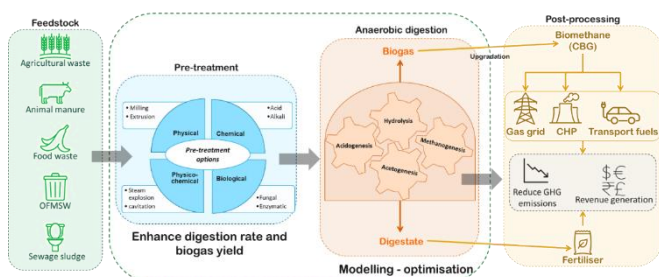 Feedstock
Agricultural waste
Animal manure
Food waste
OFMSW
Sewage sludge
Pre-treatment
• Milling
• Extrusion
• Acid
• Alkali
Physical
Chemical
Pre-treatment
options
Physico-
chemical
Biological
• Steam
explosion
• cavitation
• Fungal
• Enzymatic
Enhance digestion rate and
biogas yield
Anaerobic digestion
Biogas
Hydrolysis
Acidogenesis
Methanogenesis
Acetogenesis
Digestate
Modelling - optimisation
Upgradation
Post-processing
Biomethane
(CBG)
Gas grid
CHP
Transport fuels
Reduce GHG
emissions
$€
₹£
Revenue generation
Fertiliser